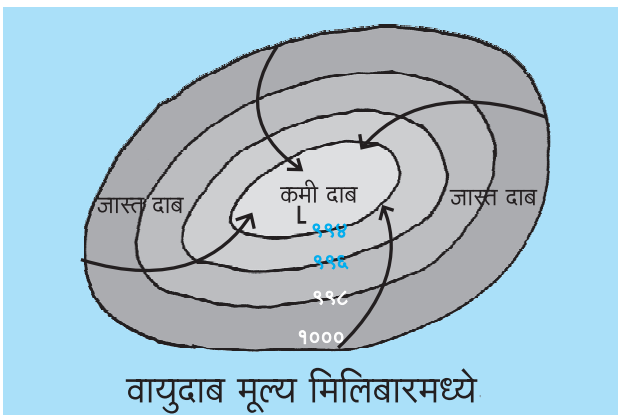 कमी दाब
L
जास्त दाब
जास्त दाब
९९४
९९६
९९८
१०००
वायुदाब मूल्य मिलिबारमध्ये